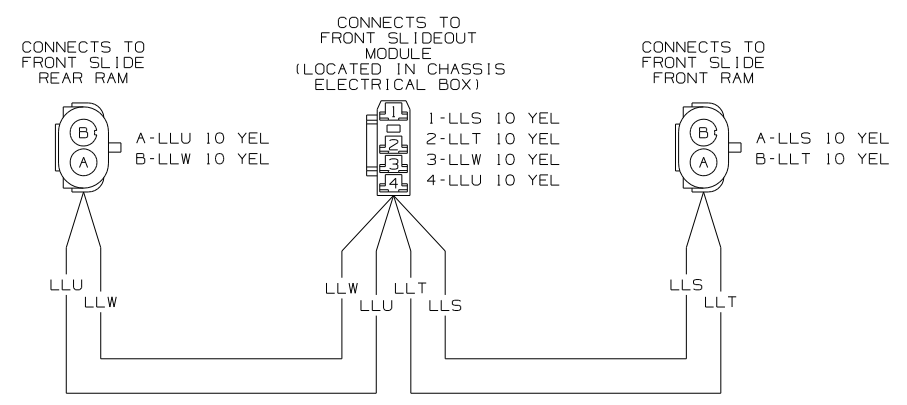 CONNECTS TO
FRONT SLIDE
REAR RAM
B
A
A-LLU 10 YEL
B-LLW 10 YEL
CONNECTS TO
FRONT SLIDEOUT
MODULE
(LOCATED IN CHASSIS
ELECTRICAL BOX)
1
2
3
4
1-LLS 10 YEL
2-LLT 10 YEL
3-LLW 10 YEL
4-LLU 10 YEL
CONNECTS TO
FRONT SLIDE
FRONT RAM
B
A
A-LLS 10 YEL
B-LLT 10 YEL
LLU
LLW
LLW
LLU
LLT
LLS
LLS
LLT